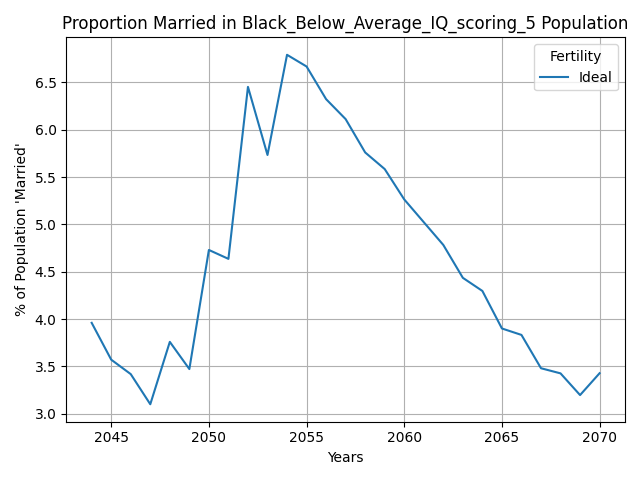 Proportion Married in Black_Below_Average_IQ_scoring_5 Population
Fertility
Ideal
% of Population 'Married'
6.5
6.0
5.5
5.0
4.5
4.0
3.5
3.0
2045 2050 2055 2060 2065 2070
Years